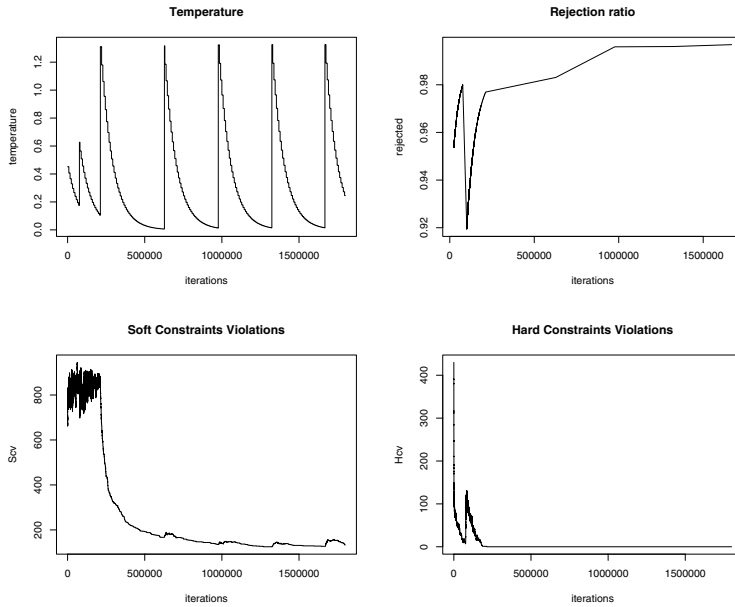 Temperature
temperature
0.0 0.2 0.4 0.6 0.8 1.0 1.2
0 500000 1000000 1500000
iterations
Rejection ratio
rejected
0.92 0.94 0.96 0.98
0 500000 1000000 1500000
iterations
Soft Constraints Violations
Scv
200 400 600 800
0 500000 1000000 1500000
iterations
Hard Constraints Violations
Hcv
0 100 200 300 400
0 500000 1000000 1500000
iterations